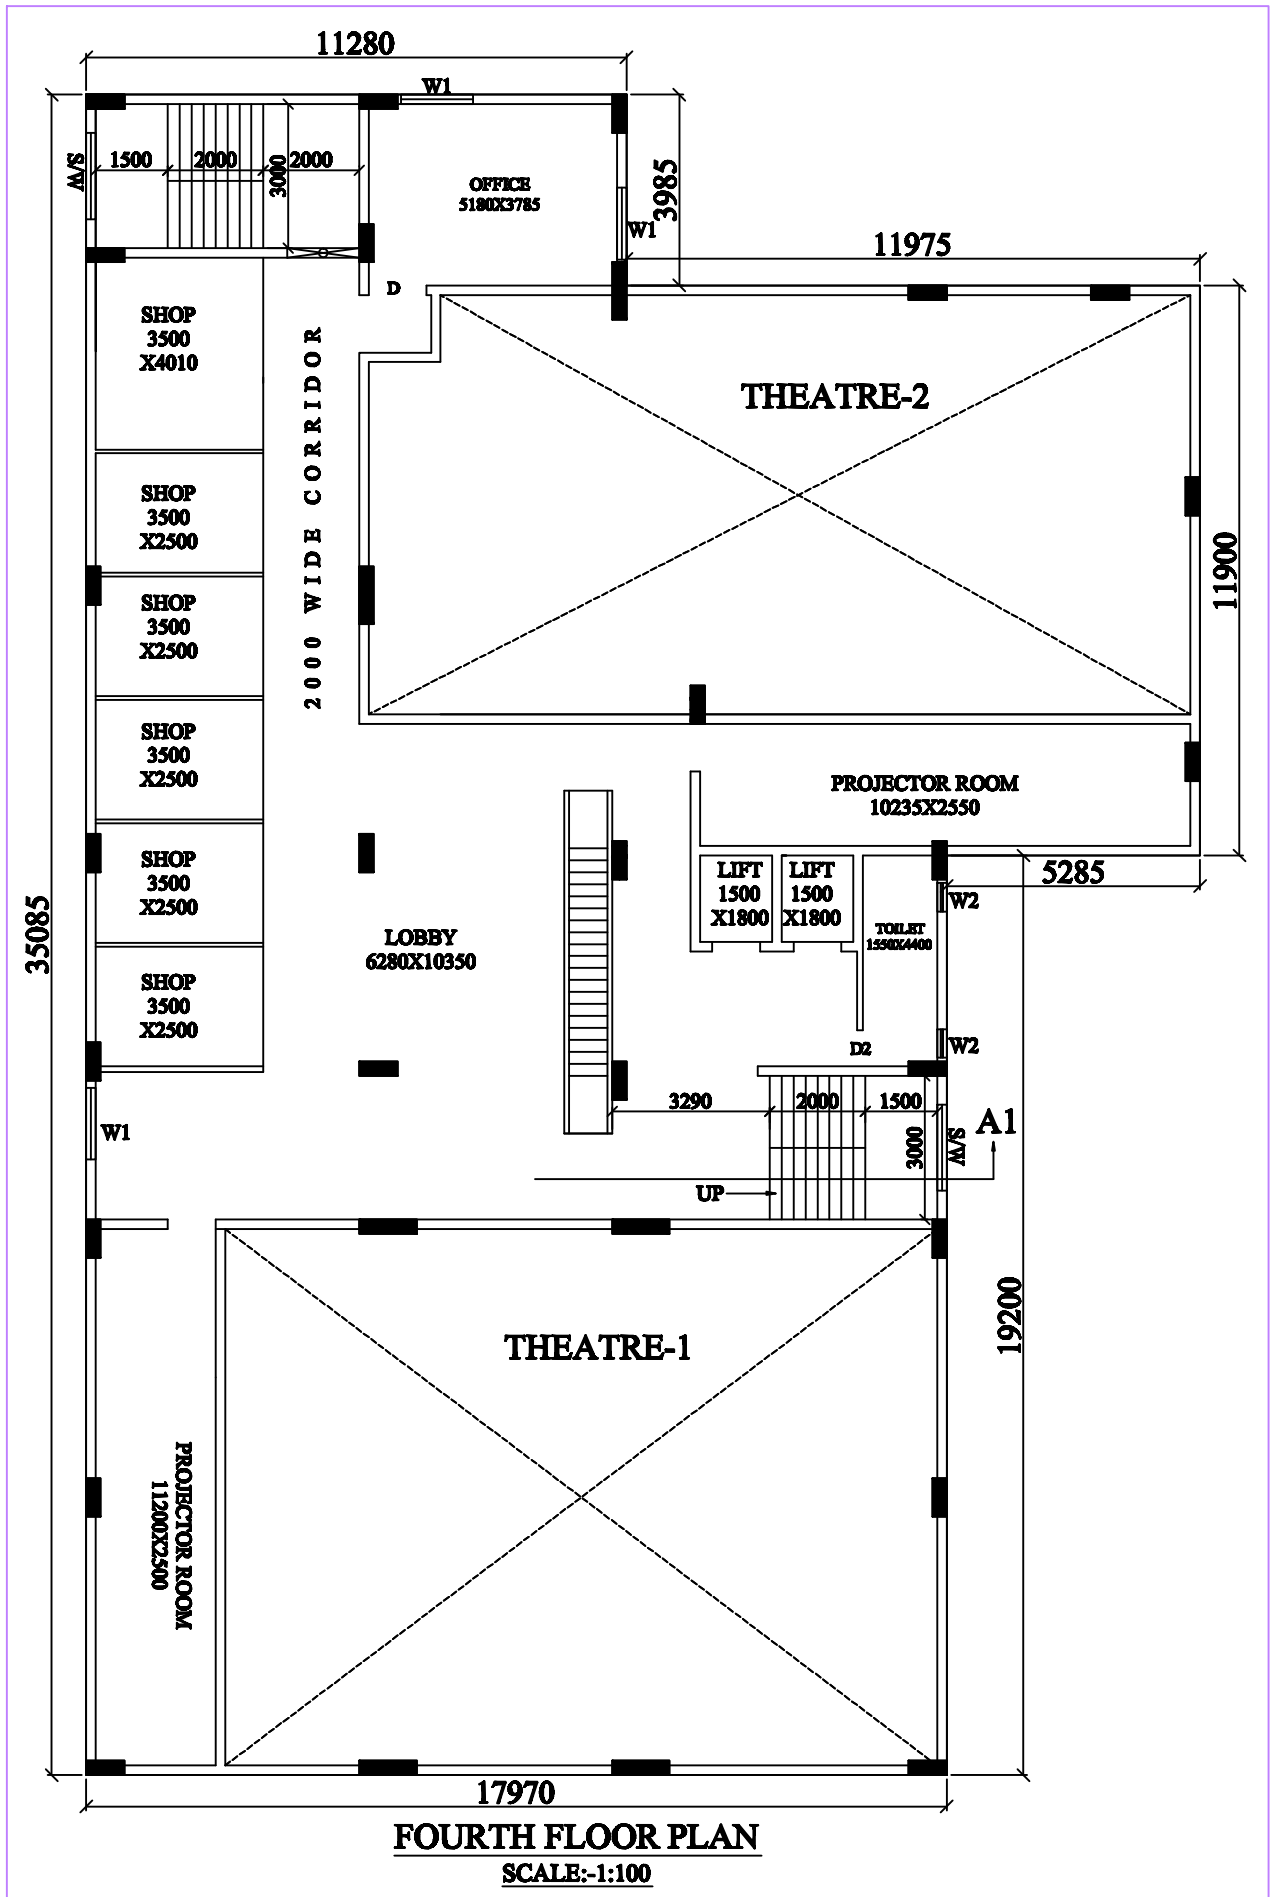 11280
W1
S/W
1500
2000
3000
2000
OFFICE
5180X3785
3985
W1
11975
D
SHOP
3500
X4010
2000 WIDE CORRIDOR
THEATRE-2
SHOP
3500
X2500
11900
SHOP
3500
X2500
SHOP
3500
X2500
PROJECTOR ROOM
10235X2550
SHOP
3500
X2500
LIFT
1500
X1800
LIFT
1500
X1800
5285
W2
TOILET
1550X4400
35085
LOBBY
6280X10350
SHOP
3500
X2500
D2
W2
3290
2000
1500
W1
3000
S/W
A1
UP
19200
THEATRE-1
PROJECTOR ROOM
11200X2500
17970
FOURTH FLOOR PLAN
SCALE:-1:100